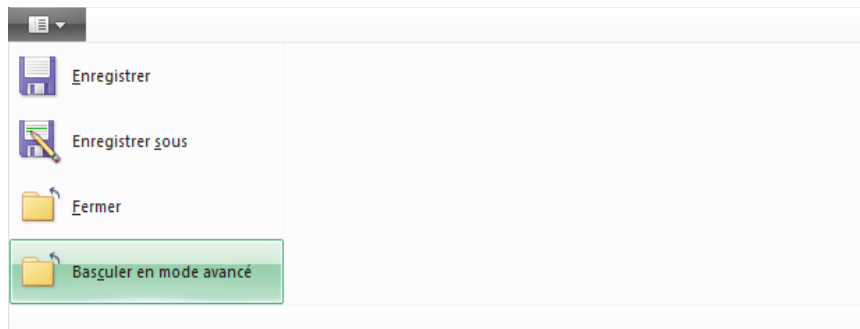 Enregistrer
Enregistrer sous
Fermer
Basculer en mode avancé